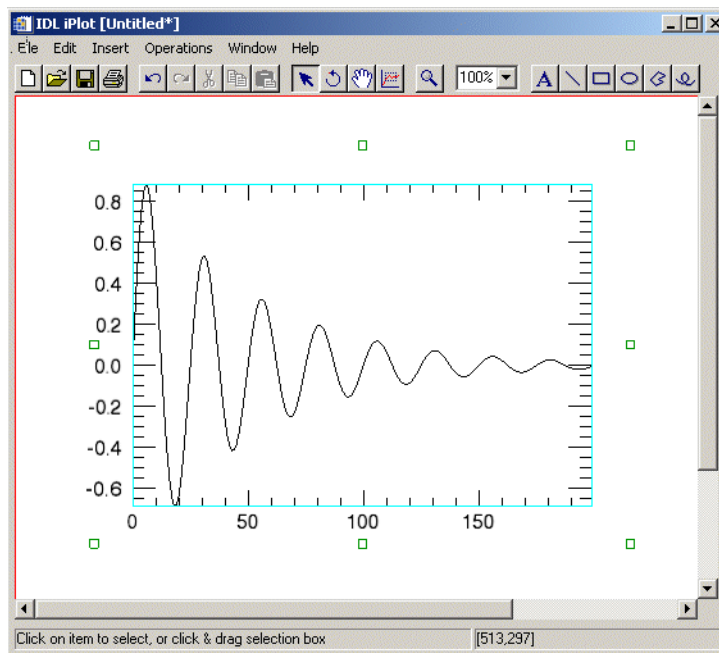 IDL iPlot [Untitled*]
File Edit Insert Operations Window Help
100% A
0.8
0.6
0.4
0.2
0.0
-0.2
-0.4
-0.6
0 50 100 150
Click on item to select, or click & drag selection box [513,297]